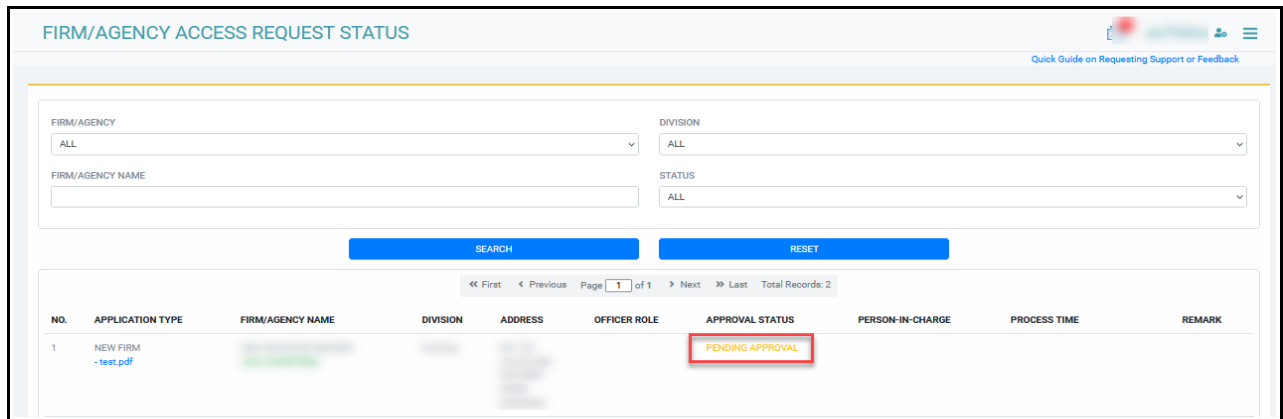 FIRM/AGENCY ACCESS REQUEST STATUS
Quick Guide on Requesting Support or Feedback
FIRM/AGENCY
DIVISION
ALL
ALL
FIRM/AGENCY NAME
STATUS
ALL
SEARCH
RESET
« First ‹ Previous Page 1 of 1 › Next » Last Total Records: 2
NO. APPLICATION TYPE FIRM/AGENCY NAME DIVISION ADDRESS OFFICER ROLE APPROVAL STATUS PERSON-IN-CHARGE PROCESS TIME REMARK
1 NEW FIRM PENDING APPROVAL
- test.pdf